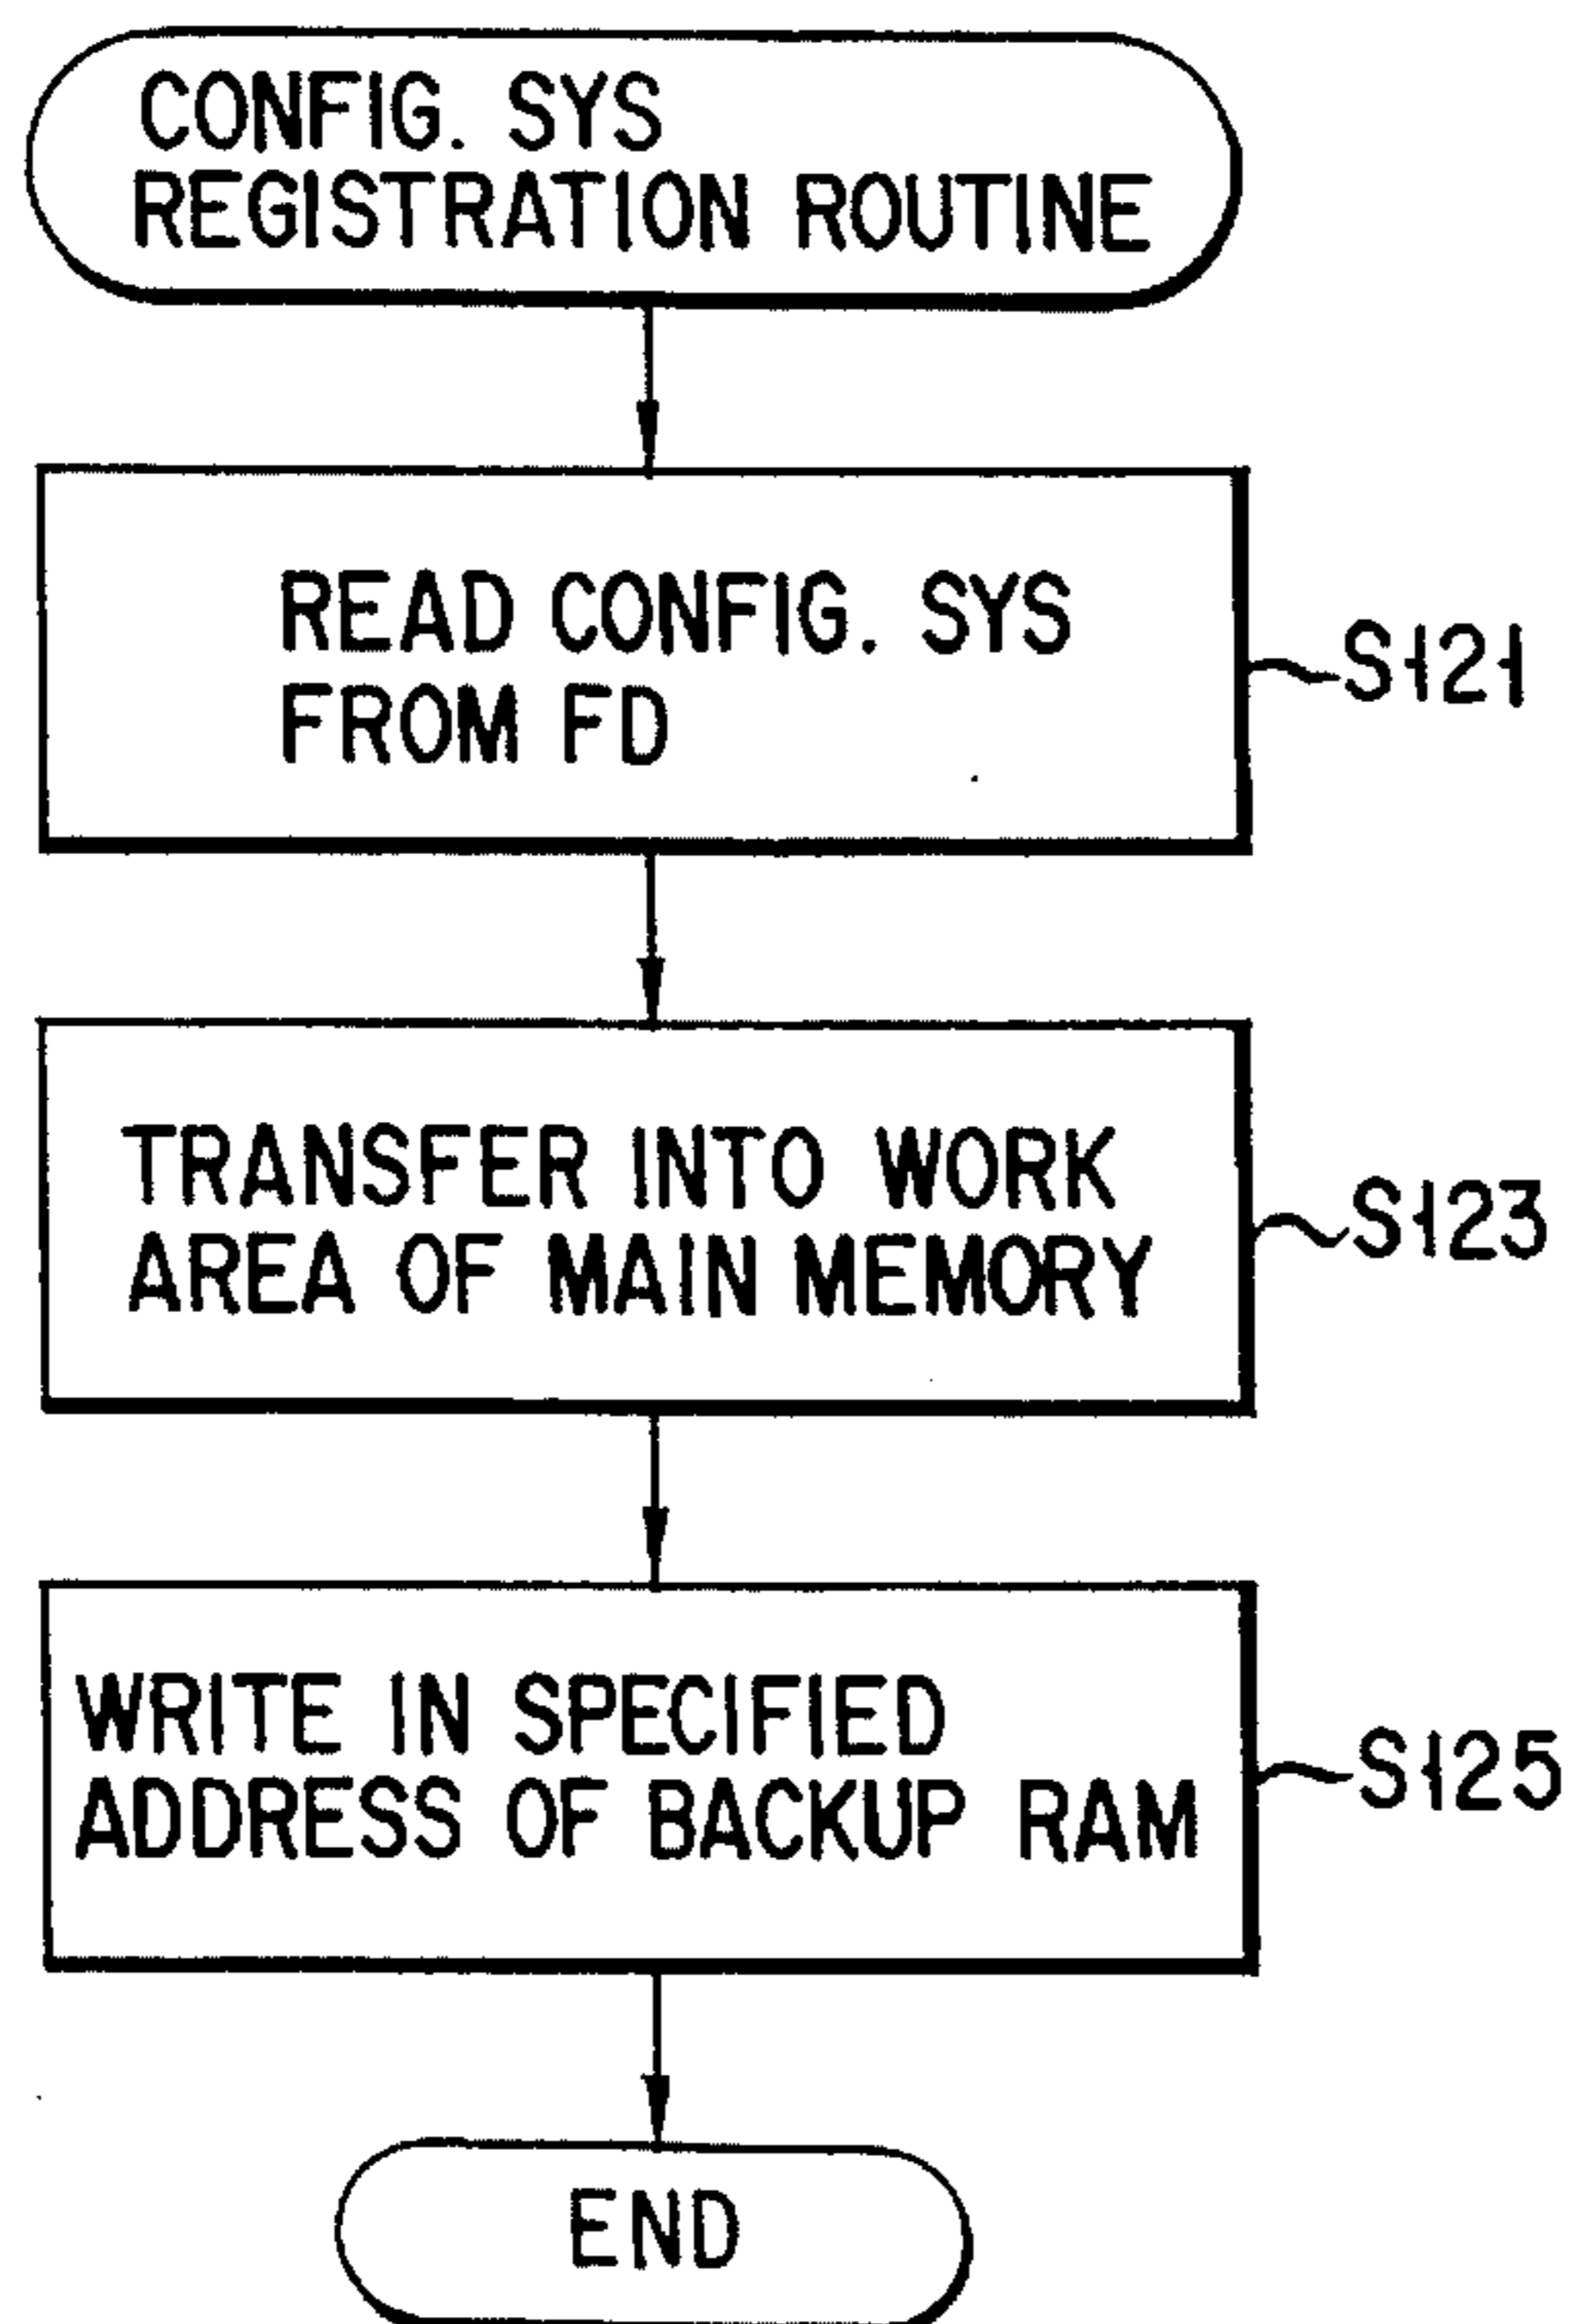 CONFIG. SYS
REGISTRATION ROUTINE
READ CONFIG. SYS
FROM FD
S121
TRANSFER INTO WORK
AREA OF MAIN MEMORY
S123
WRITE IN SPECIFIED
ADDRESS OF BACKUP RAM
S125
END